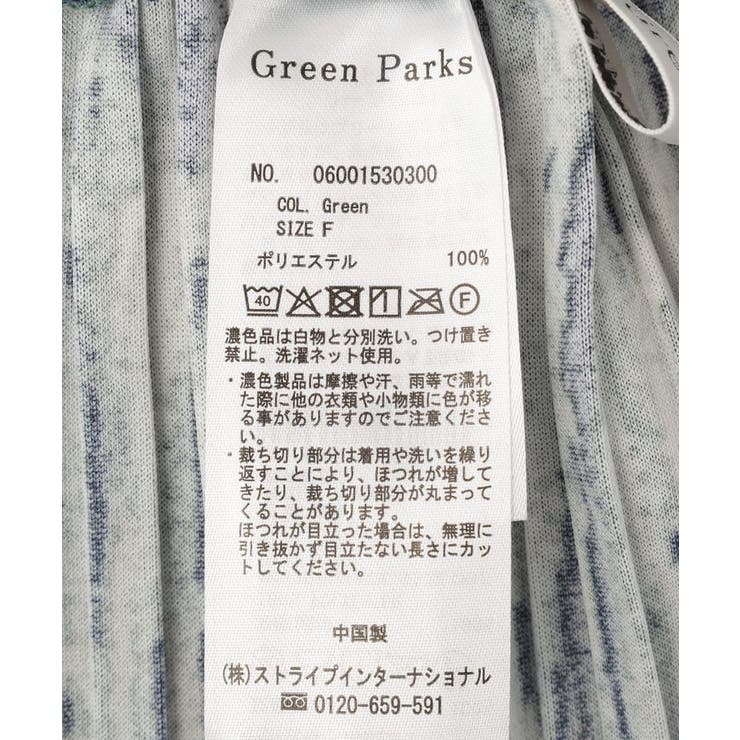 Green Parks
NO. 06001530300
COL. Green
SIZE F
ポリエステル 100%
40
F
濃色品は白物と分別洗い。つけ置き
禁止。洗濯ネット使用。
・濃色製品は摩擦や汗、雨等で濡れ
た際に他の衣類や小物類に色が移
る事がありますのでご注意くださ
い。
・裁ち切り部分は着用や洗いを繰り
返すことにより、ほつれが増して
きたり、裁ち切り部分が丸まって
くることがあります。
ほつれが目立った場合は、無理に
引き抜かず目立たない長さにカッ
トしてください。
中国製
(株)ストライプインターナショナル
0120-659-591